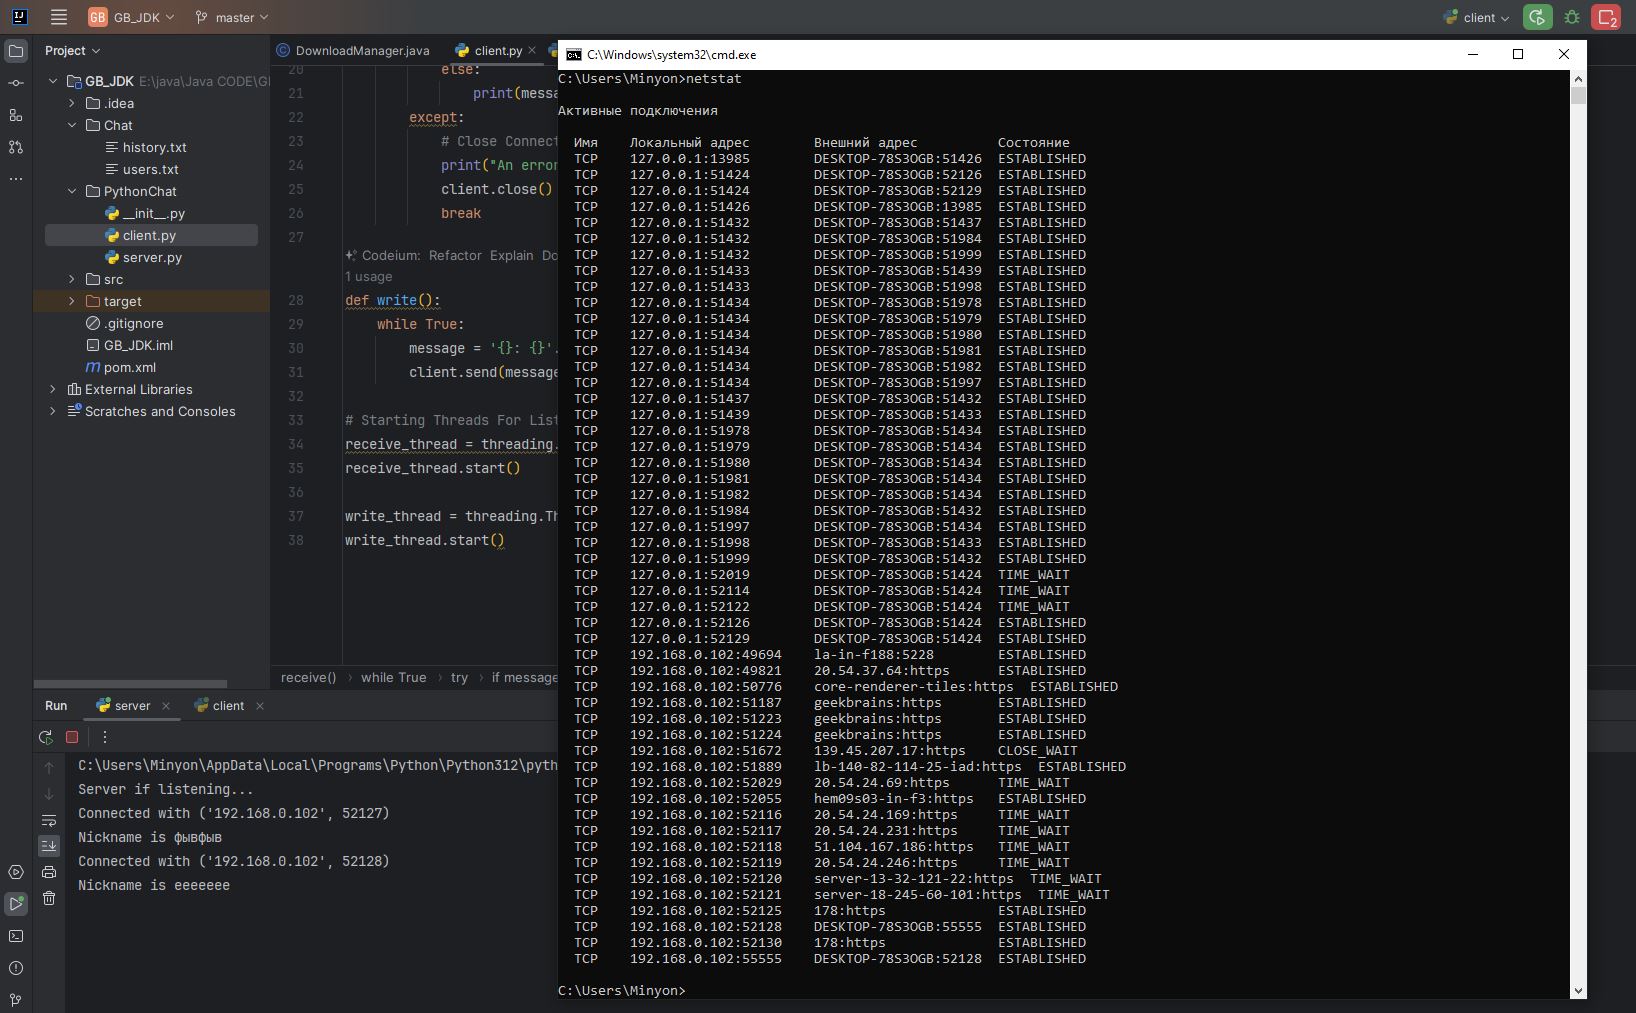 GB GB_JDK master client 2
Project
GB_JDK E:\java\Java CODE\GI
.idea
Chat
history.txt
users.txt
PythonChat
__init__.py
client.py
server.py
src
target
.gitignore
GB_JDK.iml
m pom.xml
External Libraries
Scratches and Consoles
DownloadManager.java client.py
20 else:
21 print(messa
22 except:
23 # Close Connect
24 print("An erron
25 client.close()
26 break
27
Codeium: Refactor Explain Do
1 usage
28 def write():
29 while True:
30 message = '{}: {}'.
31 client.send(message
32
33 # Starting Threads For List
34 receive_thread = threading.
35 receive_thread.start()
36
37 write_thread = threading.Th
38 write_thread.start()
receive() › while True › try › if message
Run server client
C:\Users\Minyon\AppData\Local\Programs\Python\Python312\pyth
Server if listening...
Connected with ('192.168.0.102', 52127)
Nickname is фывфыв
Connected with ('192.168.0.102', 52128)
Nickname is eeeeeee
C:\Windows\system32\cmd.exe
C:\Users\Minyon>netstat
Активные подключения
Имя Локальный адрес Внешний адрес Состояние
TCP 127.0.0.1:13985 DESKTOP-78S3OGB:51426 ESTABLISHED
TCP 127.0.0.1:51424 DESKTOP-78S3OGB:52126 ESTABLISHED
TCP 127.0.0.1:51424 DESKTOP-78S3OGB:52129 ESTABLISHED
TCP 127.0.0.1:51426 DESKTOP-78S3OGB:13985 ESTABLISHED
TCP 127.0.0.1:51432 DESKTOP-78S3OGB:51437 ESTABLISHED
TCP 127.0.0.1:51432 DESKTOP-78S3OGB:51984 ESTABLISHED
TCP 127.0.0.1:51432 DESKTOP-78S3OGB:51999 ESTABLISHED
TCP 127.0.0.1:51433 DESKTOP-78S3OGB:51439 ESTABLISHED
TCP 127.0.0.1:51433 DESKTOP-78S3OGB:51998 ESTABLISHED
TCP 127.0.0.1:51434 DESKTOP-78S3OGB:51978 ESTABLISHED
TCP 127.0.0.1:51434 DESKTOP-78S3OGB:51979 ESTABLISHED
TCP 127.0.0.1:51434 DESKTOP-78S3OGB:51980 ESTABLISHED
TCP 127.0.0.1:51434 DESKTOP-78S3OGB:51981 ESTABLISHED
TCP 127.0.0.1:51434 DESKTOP-78S3OGB:51982 ESTABLISHED
TCP 127.0.0.1:51434 DESKTOP-78S3OGB:51997 ESTABLISHED
TCP 127.0.0.1:51437 DESKTOP-78S3OGB:51432 ESTABLISHED
TCP 127.0.0.1:51439 DESKTOP-78S3OGB:51433 ESTABLISHED
TCP 127.0.0.1:51978 DESKTOP-78S3OGB:51434 ESTABLISHED
TCP 127.0.0.1:51979 DESKTOP-78S3OGB:51434 ESTABLISHED
TCP 127.0.0.1:51980 DESKTOP-78S3OGB:51434 ESTABLISHED
TCP 127.0.0.1:51981 DESKTOP-78S3OGB:51434 ESTABLISHED
TCP 127.0.0.1:51982 DESKTOP-78S3OGB:51434 ESTABLISHED
TCP 127.0.0.1:51984 DESKTOP-78S3OGB:51432 ESTABLISHED
TCP 127.0.0.1:51997 DESKTOP-78S3OGB:51434 ESTABLISHED
TCP 127.0.0.1:51998 DESKTOP-78S3OGB:51433 ESTABLISHED
TCP 127.0.0.1:51999 DESKTOP-78S3OGB:51432 ESTABLISHED
TCP 127.0.0.1:52019 DESKTOP-78S3OGB:51424 TIME_WAIT
TCP 127.0.0.1:52114 DESKTOP-78S3OGB:51424 TIME_WAIT
TCP 127.0.0.1:52122 DESKTOP-78S3OGB:51424 TIME_WAIT
TCP 127.0.0.1:52126 DESKTOP-78S3OGB:51424 ESTABLISHED
TCP 127.0.0.1:52129 DESKTOP-78S3OGB:51424 ESTABLISHED
TCP 192.168.0.102:49694 la-in-f188:5228 ESTABLISHED
TCP 192.168.0.102:49821 20.54.37.64:https ESTABLISHED
TCP 192.168.0.102:50776 core-renderer-tiles:https ESTABLISHED
TCP 192.168.0.102:51187 geekbrains:https ESTABLISHED
TCP 192.168.0.102:51223 geekbrains:https ESTABLISHED
TCP 192.168.0.102:51224 geekbrains:https ESTABLISHED
TCP 192.168.0.102:51672 139.45.207.17:https CLOSE_WAIT
TCP 192.168.0.102:51889 lb-140-82-114-25-iad:https ESTABLISHED
TCP 192.168.0.102:52029 20.54.24.69:https TIME_WAIT
TCP 192.168.0.102:52055 hem09s03-in-f3:https ESTABLISHED
TCP 192.168.0.102:52116 20.54.24.169:https TIME_WAIT
TCP 192.168.0.102:52117 20.54.24.231:https TIME_WAIT
TCP 192.168.0.102:52118 51.104.167.186:https TIME_WAIT
TCP 192.168.0.102:52119 20.54.24.246:https TIME_WAIT
TCP 192.168.0.102:52120 server-13-32-121-22:https TIME_WAIT
TCP 192.168.0.102:52121 server-18-245-60-101:https TIME_WAIT
TCP 192.168.0.102:52125 178:https ESTABLISHED
TCP 192.168.0.102:52128 DESKTOP-78S3OGB:55555 ESTABLISHED
TCP 192.168.0.102:52130 178:https ESTABLISHED
TCP 192.168.0.102:55555 DESKTOP-78S3OGB:52128 ESTABLISHED
C:\Users\Minyon>